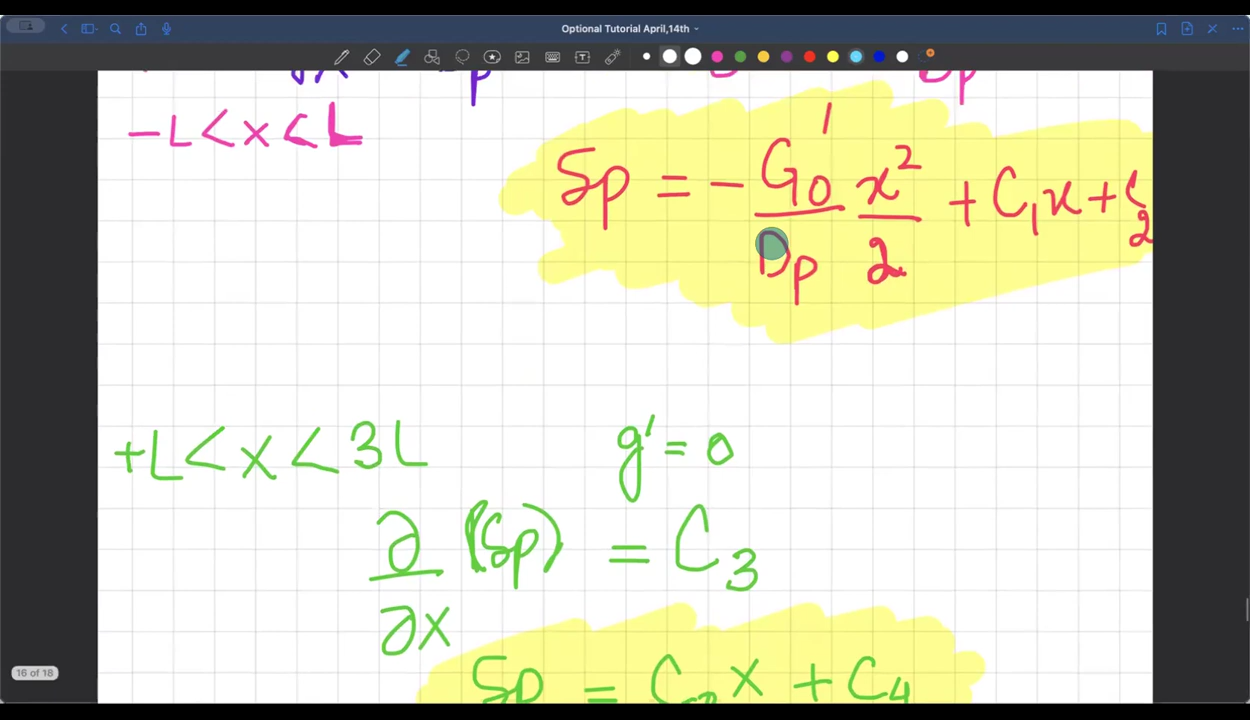 Optional Tutorial April,14th
-L < x < L
δp = - G₀' / Dp x² / 2 + C₁x + C₂
+L < x < 3L g' = 0
∂/∂x (δp) = C₃
δp = C₃ x + C₄
16 of 18